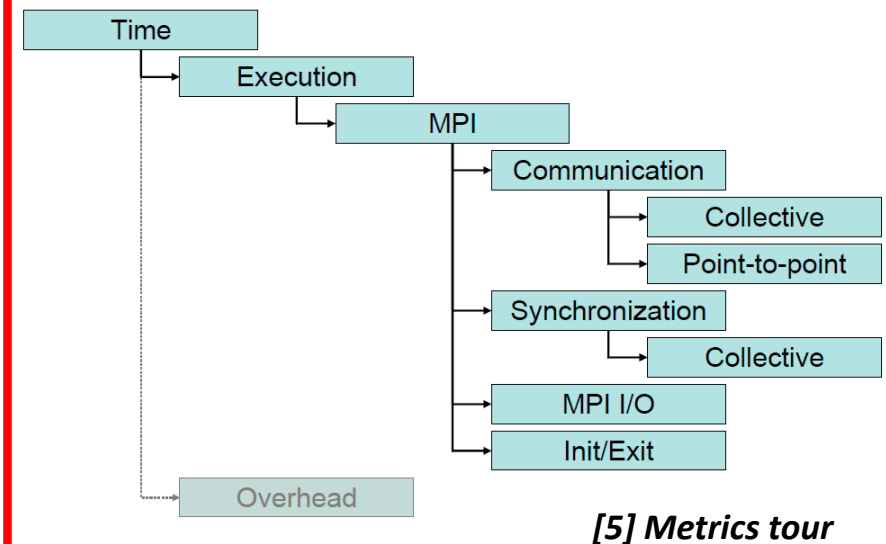 Time
Execution
MPI
Communication
Collective
Point-to-point
Synchronization
Collective
MPI I/O
Init/Exit
Overhead
[5] Metrics tour